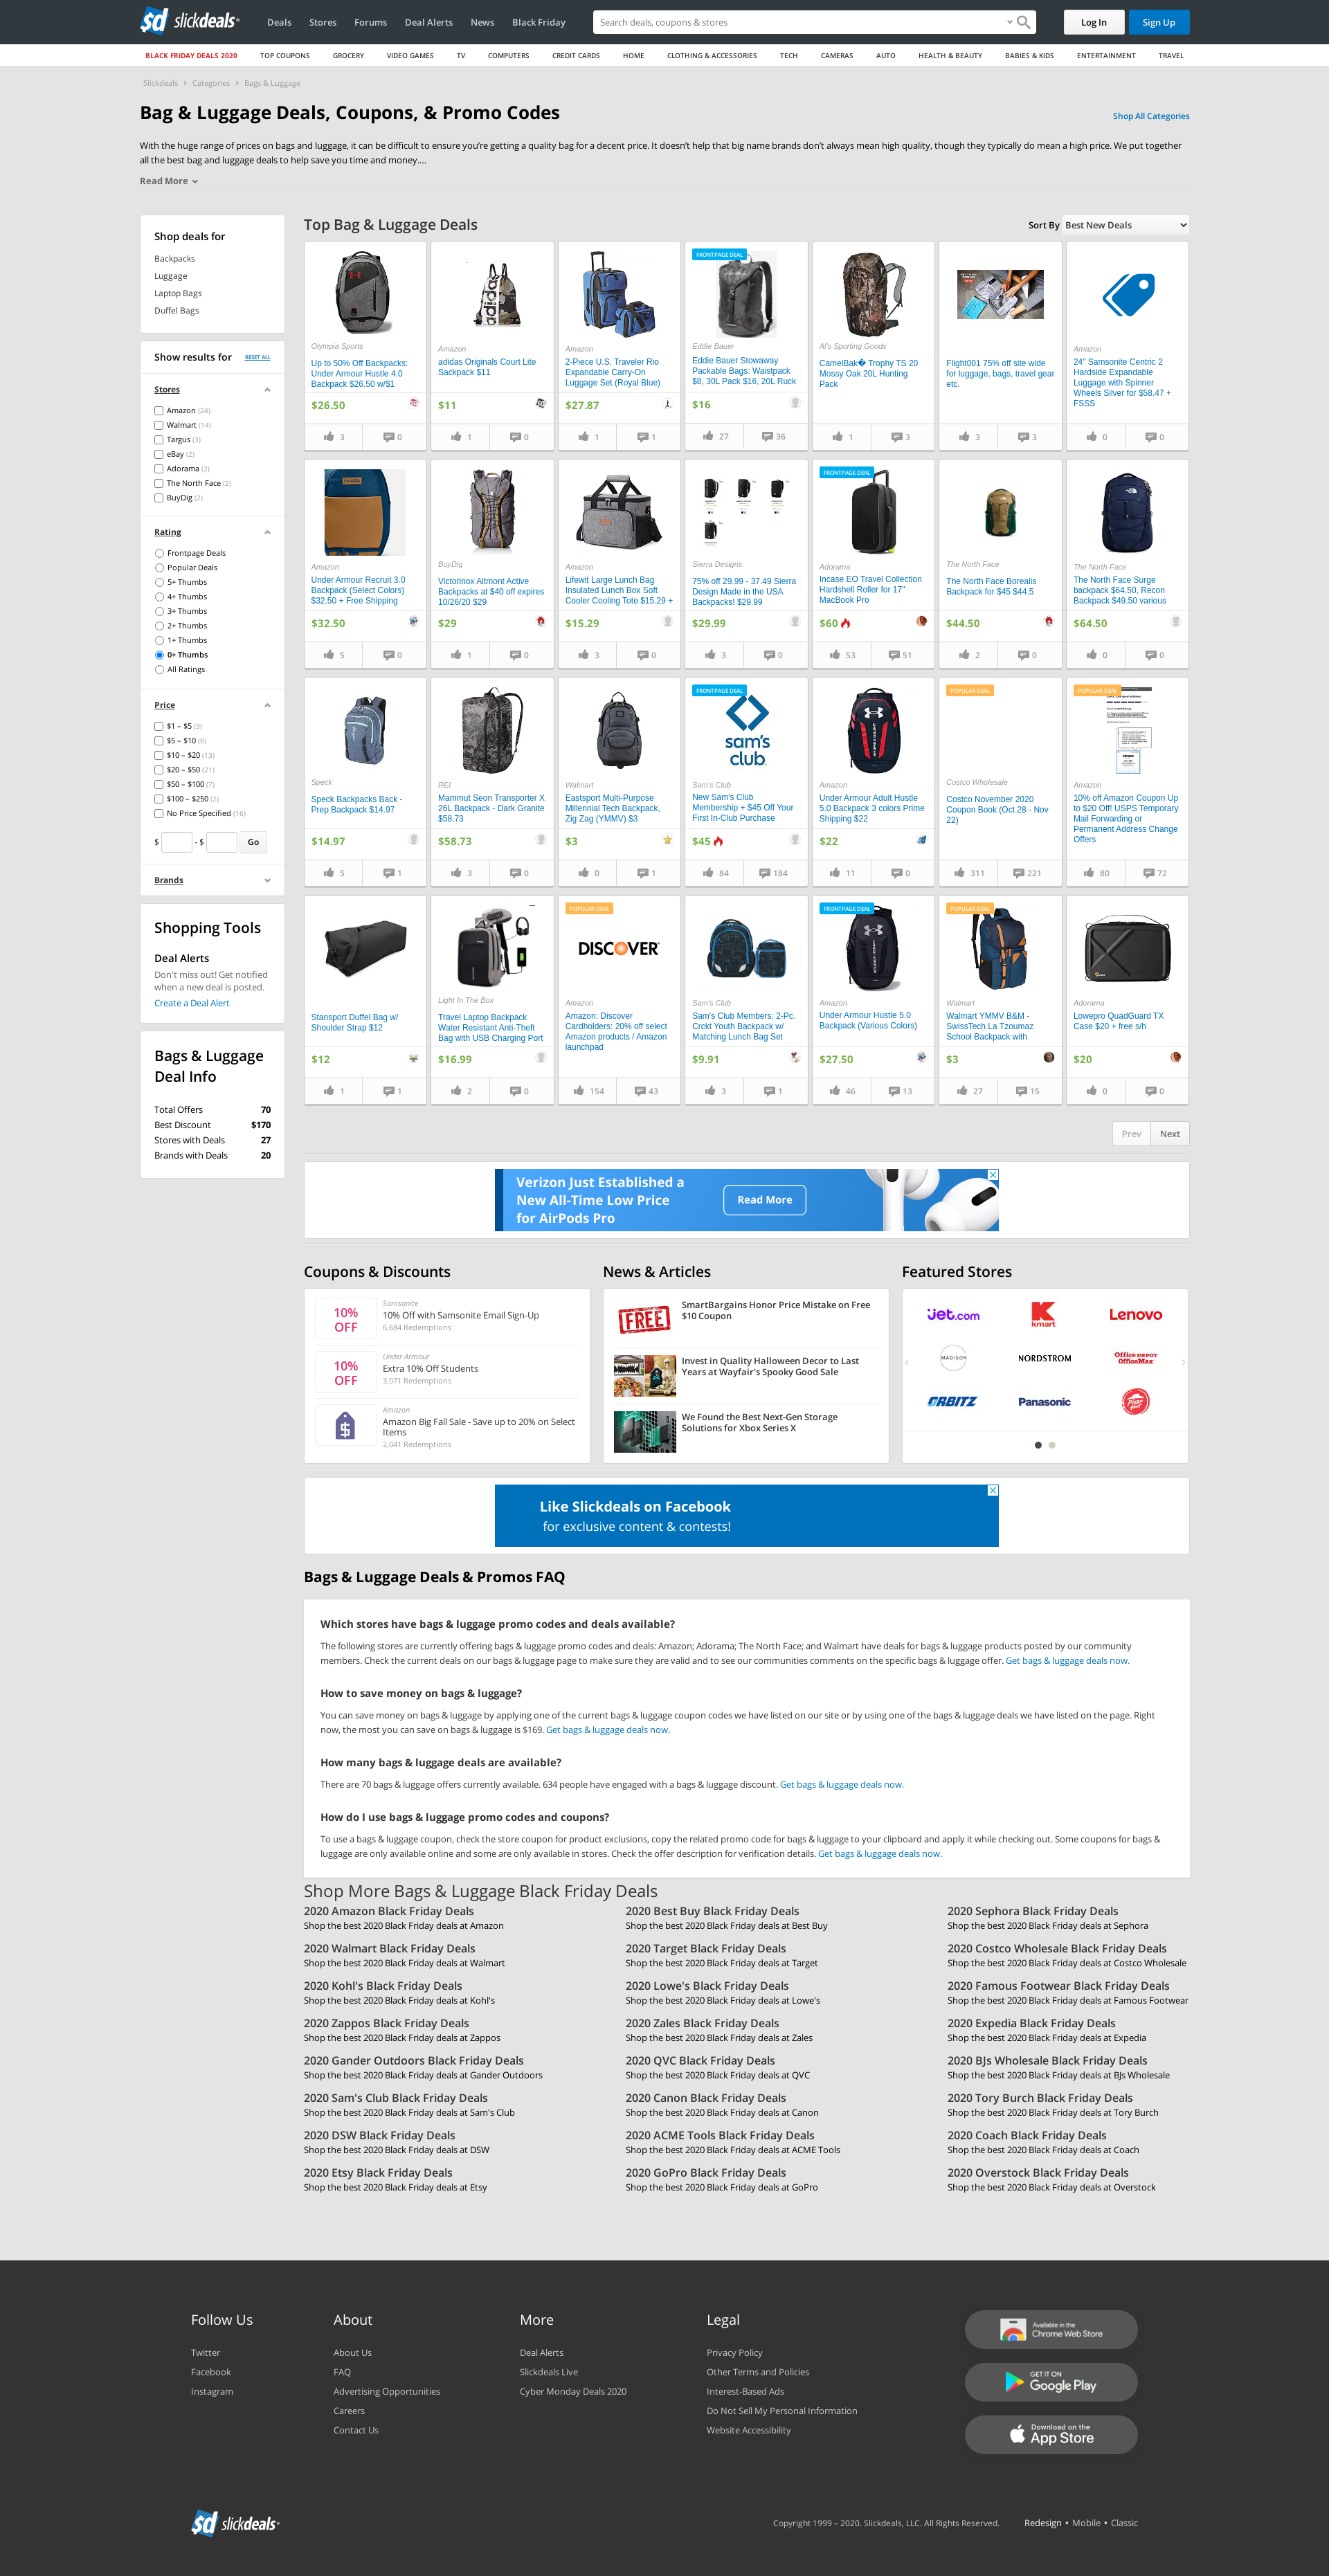 sd slickdeals
Deals Stores Forums Deal Alerts News Black Friday
Search deals, coupons & stores
Log In
Sign Up
BLACK FRIDAY DEALS 2020 TOP COUPONS GROCERY VIDEO GAMES TV COMPUTERS CREDIT CARDS HOME CLOTHING & ACCESSORIES TECH CAMERAS AUTO HEALTH & BEAUTY BABIES & KIDS ENTERTAINMENT TRAVEL
Slickdeals > Categories > Bags & Luggage
Bag & Luggage Deals, Coupons, & Promo Codes
Shop All Categories
With the huge range of prices on bags and luggage, it can be difficult to ensure you're getting a quality bag for a decent price. It doesn't help that big name brands don't always mean high quality, though they typically do mean a high price. We put together
all the best bag and luggage deals to help save you time and money....
Read More
Shop deals for
Backpacks
Luggage
Laptop Bags
Duffel Bags
Show results for
RESET ALL
Stores
Amazon (24)
Walmart (14)
Targus (3)
eBay (2)
Adorama (2)
The North Face (2)
BuyDig (2)
Rating
Frontpage Deals
Popular Deals
5+ Thumbs
4+ Thumbs
3+ Thumbs
2+ Thumbs
1+ Thumbs
0+ Thumbs
All Ratings
Price
$1 – $5 (3)
$5 – $10 (8)
$10 – $20 (13)
$20 – $50 (21)
$50 – $100 (7)
$100 – $250 (2)
No Price Specified (16)
$ - $ Go
Brands
Shopping Tools
Deal Alerts
Don't miss out! Get notified
when a new deal is posted.
Create a Deal Alert
Bags & Luggage
Deal Info
Total Offers 70
Best Discount $170
Stores with Deals 27
Brands with Deals 20
Top Bag & Luggage Deals
Sort By Best New Deals
Olympia Sports
Up to 50% Off Backpacks:
Under Armour Hustle 4.0
Backpack $26.50 w/$1
$26.50
3 0
Amazon
adidas Originals Court Lite
Sackpack $11
$11
1 0
Amazon
2-Piece U.S. Traveler Rio
Expandable Carry-On
Luggage Set (Royal Blue)
$27.87
1 1
FRONTPAGE DEAL
Eddie Bauer
Eddie Bauer Stowaway
Packable Bags: Waistpack
$8, 30L Pack $16, 20L Ruck
$16
27 36
Al's Sporting Goods
CamelBak� Trophy TS 20
Mossy Oak 20L Hunting
Pack
1 3
Flight001 75% off site wide
for luggage, bags, travel gear
etc.
3 3
Amazon
24" Samsonite Centric 2
Hardside Expandable
Luggage with Spinner
Wheels Silver for $58.47 +
FSSS
0 0
Amazon
Under Armour Recruit 3.0
Backpack (Select Colors)
$32.50 + Free Shipping
$32.50
5 0
BuyDig
Victorinox Altmont Active
Backpacks at $40 off expires
10/26/20 $29
$29
1 0
Amazon
Lifewit Large Lunch Bag
Insulated Lunch Box Soft
Cooler Cooling Tote $15.29 +
$15.29
3 0
Sierra Designs
75% off 29.99 - 37.49 Sierra
Design Made in the USA
Backpacks! $29.99
$29.99
3 0
FRONTPAGE DEAL
Adorama
Incase EO Travel Collection
Hardshell Roller for 17"
MacBook Pro
$60
53 51
The North Face
The North Face Borealis
Backpack for $45 $44.5
$44.50
2 0
The North Face
The North Face Surge
backpack $64.50, Recon
Backpack $49.50 various
$64.50
0 0
Speck
Speck Backpacks Back -
Prep Backpack $14.97
$14.97
5 1
REI
Mammut Seon Transporter X
26L Backpack - Dark Granite
$58.73
$58.73
3 0
Walmart
Eastsport Multi-Purpose
Millennial Tech Backpack,
Zig Zag (YMMV) $3
$3
0 1
FRONTPAGE DEAL
sam's
club
Sam's Club
New Sam's Club
Membership + $45 Off Your
First In-Club Purchase
$45
84 184
Amazon
Under Armour Adult Hustle
5.0 Backpack 3 colors Prime
Shipping $22
$22
11 0
POPULAR DEAL
Costco Wholesale
Costco November 2020
Coupon Book (Oct 28 - Nov
22)
311 221
POPULAR DEAL
Amazon
10% off Amazon Coupon Up
to $20 Off! USPS Temporary
Mail Forwarding or
Permanent Address Change
Offers
80 72
Stansport Duffel Bag w/
Shoulder Strap $12
$12
1 1
Light In The Box
Travel Laptop Backpack
Water Resistant Anti-Theft
Bag with USB Charging Port
$16.99
2 0
POPULAR DEAL
DISCOVER
Amazon
Amazon: Discover
Cardholders: 20% off select
Amazon products / Amazon
launchpad
154 43
Sam's Club
Sam's Club Members: 2-Pc.
Crckt Youth Backpack w/
Matching Lunch Bag Set
$9.91
3 1
FRONTPAGE DEAL
Amazon
Under Armour Hustle 5.0
Backpack (Various Colors)
$27.50
46 13
POPULAR DEAL
Walmart
Walmart YMMV B&M -
SwissTech La Tzoumaz
School Backpack with
$3
27 15
Adorama
Lowepro QuadGuard TX
Case $20 + free s/h
$20
0 0
Prev Next
Verizon Just Established a
New All-Time Low Price
for AirPods Pro
Read More
Coupons & Discounts
10%
OFF
Samsonite
10% Off with Samsonite Email Sign-Up
6,684 Redemptions
10%
OFF
Under Armour
Extra 10% Off Students
3,071 Redemptions
Amazon
Amazon Big Fall Sale - Save up to 20% on Select
Items
2,041 Redemptions
News & Articles
FREE
SmartBargains Honor Price Mistake on Free
$10 Coupon
Invest in Quality Halloween Decor to Last
Years at Wayfair's Spooky Good Sale
We Found the Best Next-Gen Storage
Solutions for Xbox Series X
Featured Stores
jet.com
K
kmart
Lenovo
MADISON
NORDSTROM
Office DEPOT
OfficeMax
ORBITZ
Panasonic
Pizza Hut
Like Slickdeals on Facebook
for exclusive content & contests!
Bags & Luggage Deals & Promos FAQ
Which stores have bags & luggage promo codes and deals available?
The following stores are currently offering bags & luggage promo codes and deals: Amazon; Adorama; The North Face; and Walmart have deals for bags & luggage products posted by our community
members. Check the current deals on our bags & luggage page to make sure they are valid and to see our communities comments on the specific bags & luggage offer. Get bags & luggage deals now.
How to save money on bags & luggage?
You can save money on bags & luggage by applying one of the current bags & luggage coupon codes we have listed on our site or by using one of the bags & luggage deals we have listed on the page. Right
now, the most you can save on bags & luggage is $169. Get bags & luggage deals now.
How many bags & luggage deals are available?
There are 70 bags & luggage offers currently available. 634 people have engaged with a bags & luggage discount. Get bags & luggage deals now.
How do I use bags & luggage promo codes and coupons?
To use a bags & luggage coupon, check the store coupon for product exclusions, copy the related promo code for bags & luggage to your clipboard and apply it while checking out. Some coupons for bags &
luggage are only available online and some are only available in stores. Check the offer description for verification details. Get bags & luggage deals now.
Shop More Bags & Luggage Black Friday Deals
2020 Amazon Black Friday Deals
Shop the best 2020 Black Friday deals at Amazon
2020 Best Buy Black Friday Deals
Shop the best 2020 Black Friday deals at Best Buy
2020 Sephora Black Friday Deals
Shop the best 2020 Black Friday deals at Sephora
2020 Walmart Black Friday Deals
Shop the best 2020 Black Friday deals at Walmart
2020 Target Black Friday Deals
Shop the best 2020 Black Friday deals at Target
2020 Costco Wholesale Black Friday Deals
Shop the best 2020 Black Friday deals at Costco Wholesale
2020 Kohl's Black Friday Deals
Shop the best 2020 Black Friday deals at Kohl's
2020 Lowe's Black Friday Deals
Shop the best 2020 Black Friday deals at Lowe's
2020 Famous Footwear Black Friday Deals
Shop the best 2020 Black Friday deals at Famous Footwear
2020 Zappos Black Friday Deals
Shop the best 2020 Black Friday deals at Zappos
2020 Zales Black Friday Deals
Shop the best 2020 Black Friday deals at Zales
2020 Expedia Black Friday Deals
Shop the best 2020 Black Friday deals at Expedia
2020 Gander Outdoors Black Friday Deals
Shop the best 2020 Black Friday deals at Gander Outdoors
2020 QVC Black Friday Deals
Shop the best 2020 Black Friday deals at QVC
2020 BJs Wholesale Black Friday Deals
Shop the best 2020 Black Friday deals at BJs Wholesale
2020 Sam's Club Black Friday Deals
Shop the best 2020 Black Friday deals at Sam's Club
2020 Canon Black Friday Deals
Shop the best 2020 Black Friday deals at Canon
2020 Tory Burch Black Friday Deals
Shop the best 2020 Black Friday deals at Tory Burch
2020 DSW Black Friday Deals
Shop the best 2020 Black Friday deals at DSW
2020 ACME Tools Black Friday Deals
Shop the best 2020 Black Friday deals at ACME Tools
2020 Coach Black Friday Deals
Shop the best 2020 Black Friday deals at Coach
2020 Etsy Black Friday Deals
Shop the best 2020 Black Friday deals at Etsy
2020 GoPro Black Friday Deals
Shop the best 2020 Black Friday deals at GoPro
2020 Overstock Black Friday Deals
Shop the best 2020 Black Friday deals at Overstock
Follow Us
Twitter
Facebook
Instagram
About
About Us
FAQ
Advertising Opportunities
Careers
Contact Us
More
Deal Alerts
Slickdeals Live
Cyber Monday Deals 2020
Legal
Privacy Policy
Other Terms and Policies
Interest-Based Ads
Do Not Sell My Personal Information
Website Accessibility
Available in the
Chrome Web Store
GET IT ON
Google Play
Download on the
App Store
sd slickdeals
Copyright 1999 – 2020. Slickdeals, LLC. All Rights Reserved.
Redesign • Mobile • Classic